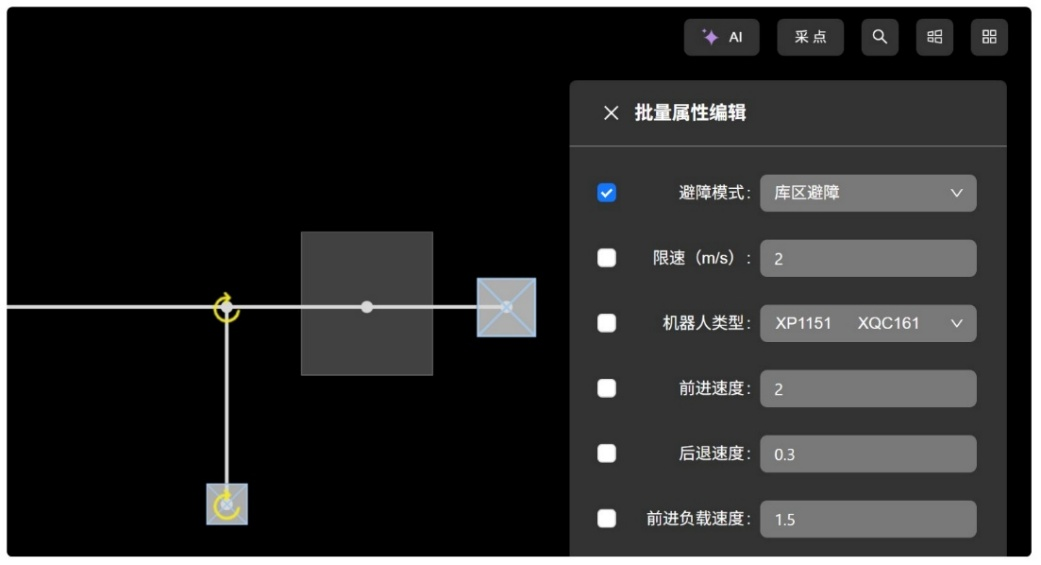 AI 采点
批量属性编辑
避障模式: 库区避障
限速（m/s）: 2
机器人类型: XP1151 XQC161
前进速度: 2
后退速度: 0.3
前进负载速度: 1.5